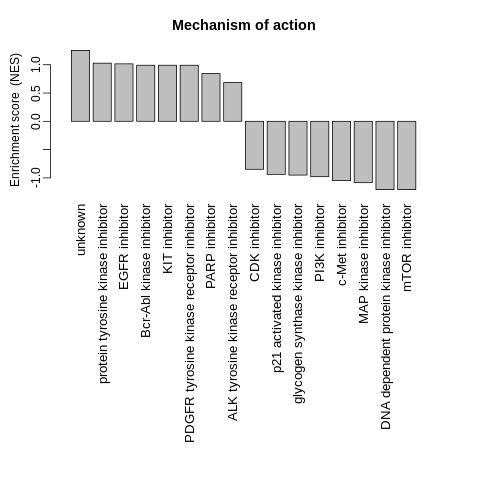 Mechanism of action
Enrichment score (NES)
1.0
0.5
0.0
-1.0
unknown
protein tyrosine kinase inhibitor
EGFR inhibitor
Bcr-Abl kinase inhibitor
KIT inhibitor
PDGFR tyrosine kinase receptor inhibitor
PARP inhibitor
ALK tyrosine kinase receptor inhibitor
CDK inhibitor
p21 activated kinase inhibitor
glycogen synthase kinase inhibitor
PI3K inhibitor
c-Met inhibitor
MAP kinase inhibitor
DNA dependent protein kinase inhibitor
mTOR inhibitor